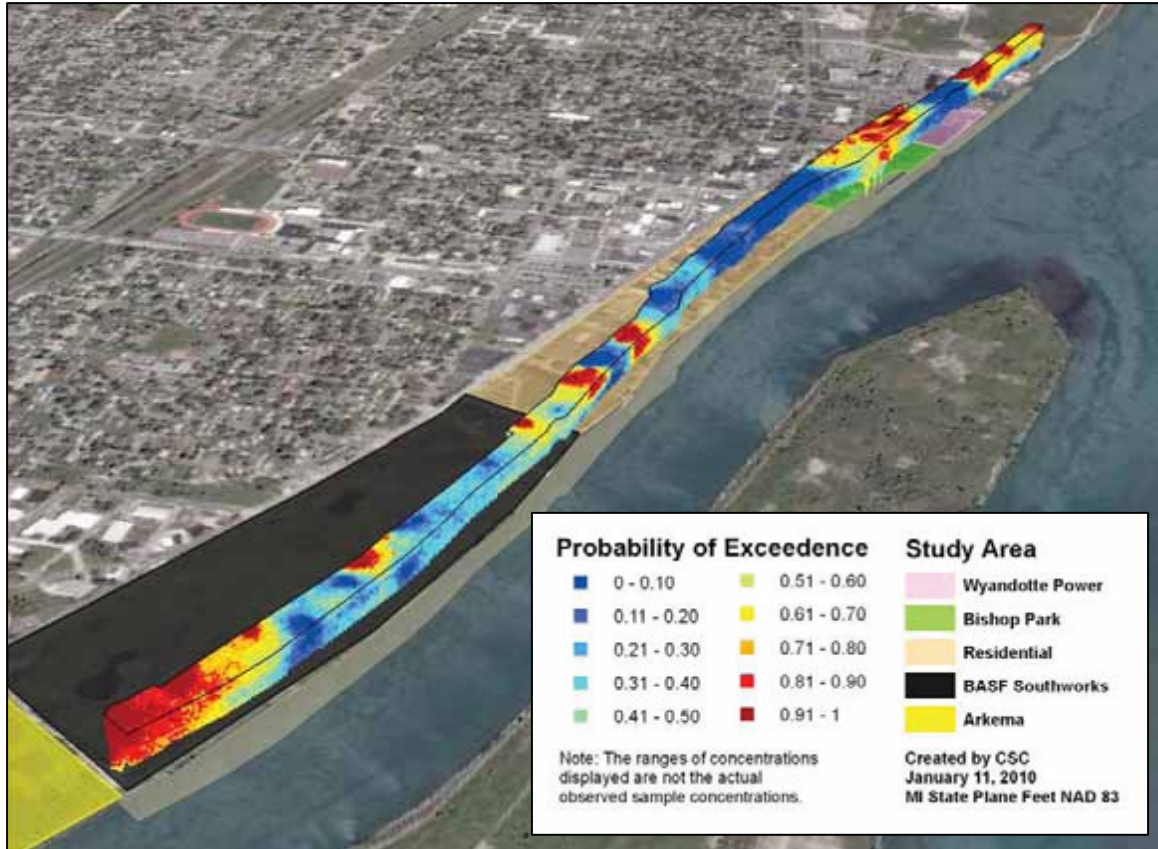 Probability of Exceedence
0 - 0.10
0.11 - 0.20
0.21 - 0.30
0.31 - 0.40
0.41 - 0.50
0.51 - 0.60
0.61 - 0.70
0.71 - 0.80
0.81 - 0.90
0.91 - 1
Note: The ranges of concentrations
displayed are not the actual
observed sample concentrations.
Study Area
Wyandotte Power
Bishop Park
Residential
BASF Southworks
Arkema
Created by CSC
January 11, 2010
MI State Plane Feet NAD 83